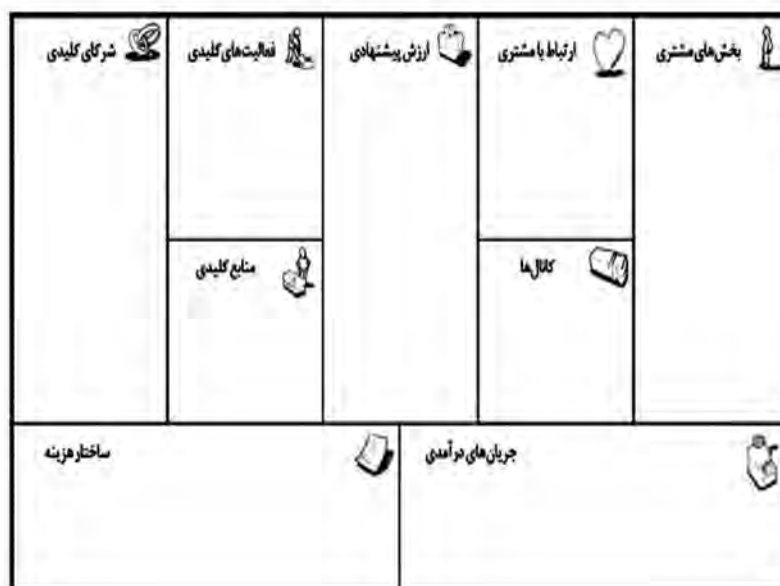 بخش‌های مشتری
ارتباط با مشتری
ارزش پیشنهادی
فعالیت‌های کلیدی
شرکای کلیدی
کانال‌ها
منابع کلیدی
جریان‌های درآمدی
ساختار هزینه